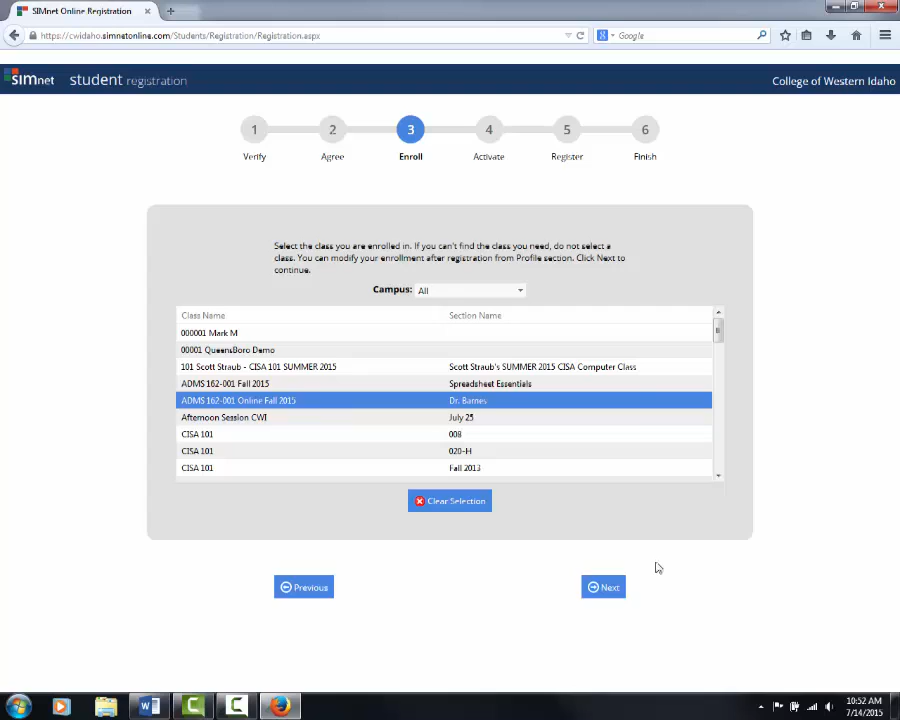 SIMnet Online Registration
https://cwidaho.simnetonline.com/Students/Registration/Registration.aspx
Google
simnet student registration
College of Western Idaho
1 2 3 4 5 6
Verify Agree Enroll Activate Register Finish
Select the class you are enrolled in. If you can't find the class you need, do not select a
class. You can modify your enrollment after registration from Profile section. Click Next to
continue.
Campus: All
Class Name Section Name
000001 Mark M
00001 QueensBoro Demo
101 Scott Straub - CISA 101 SUMMER 2015 Scott Straub's SUMMER 2015 CISA Computer Class
ADMS 162-001 Fall 2015 Spreadsheet Essentials
ADMS 162-001 Online Fall 2015 Dr. Barnes
Afternoon Session CWI July 25
CISA 101 008
CISA 101 020-H
CISA 101 Fall 2013
Clear Selection
Previous Next
10:52 AM
7/14/2015